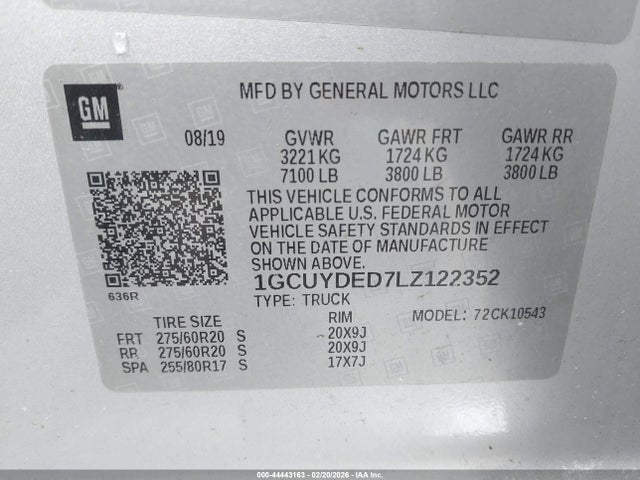 GM
MFD BY GENERAL MOTORS LLC
08/19 GVWR GAWR FRT GAWR RR
3221 KG 1724 KG 1724 KG
7100 LB 3800 LB 3800 LB
THIS VEHICLE CONFORMS TO ALL
APPLICABLE U.S. FEDERAL MOTOR
VEHICLE SAFETY STANDARDS IN EFFECT
ON THE DATE OF MANUFACTURE
SHOWN ABOVE.
636R
1GCUYDED7LZ122352
TYPE: TRUCK
TIRE SIZE RIM MODEL: 72CK10543
FRT 275/60R20 S 20X9J
RR 275/60R20 S 20X9J
SPA 255/80R17 S 17X7J
000-44443163 - 02/20/2026 - IAA, Inc.